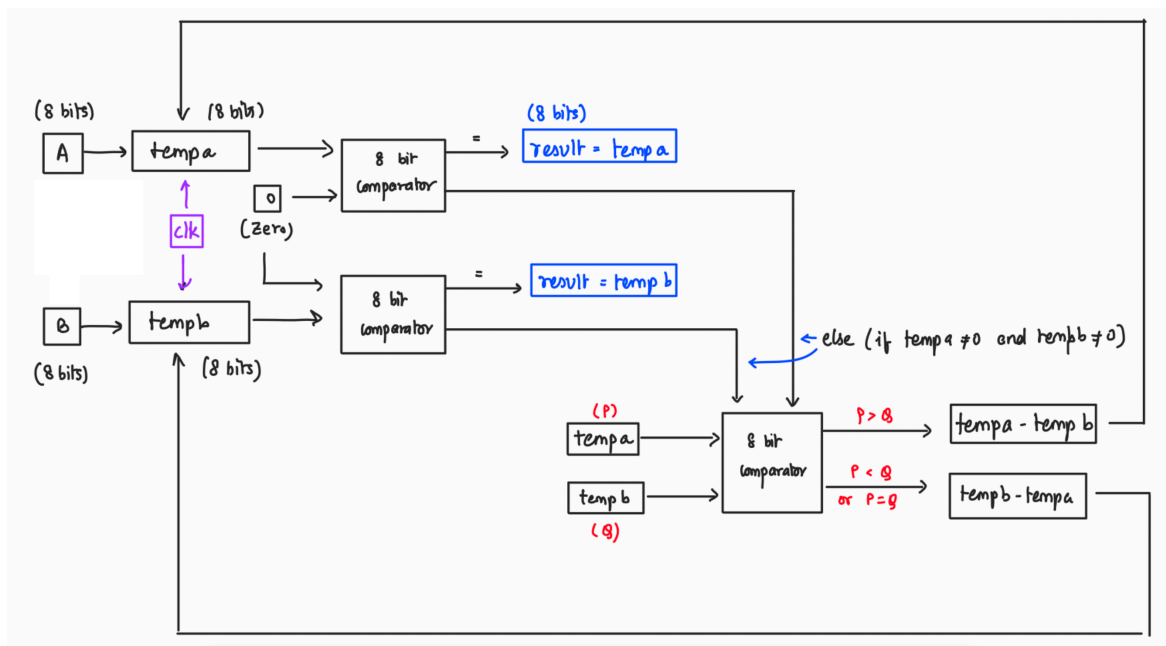 (8 bits)
A
tempa
(8 bits)
8 bit
comparator
=
(8 bits)
result = tempa
0
(Zero)
clk
B
(8 bits)
tempb
(8 bits)
8 bit
comparator
=
result = tempb
else (if tempa ≠0 and tempb ≠0)
(P)
tempa
tempb
(Q)
8 bit
comparator
P > Q
P < Q
or P=Q
tempa - tempb
tempb - tempa